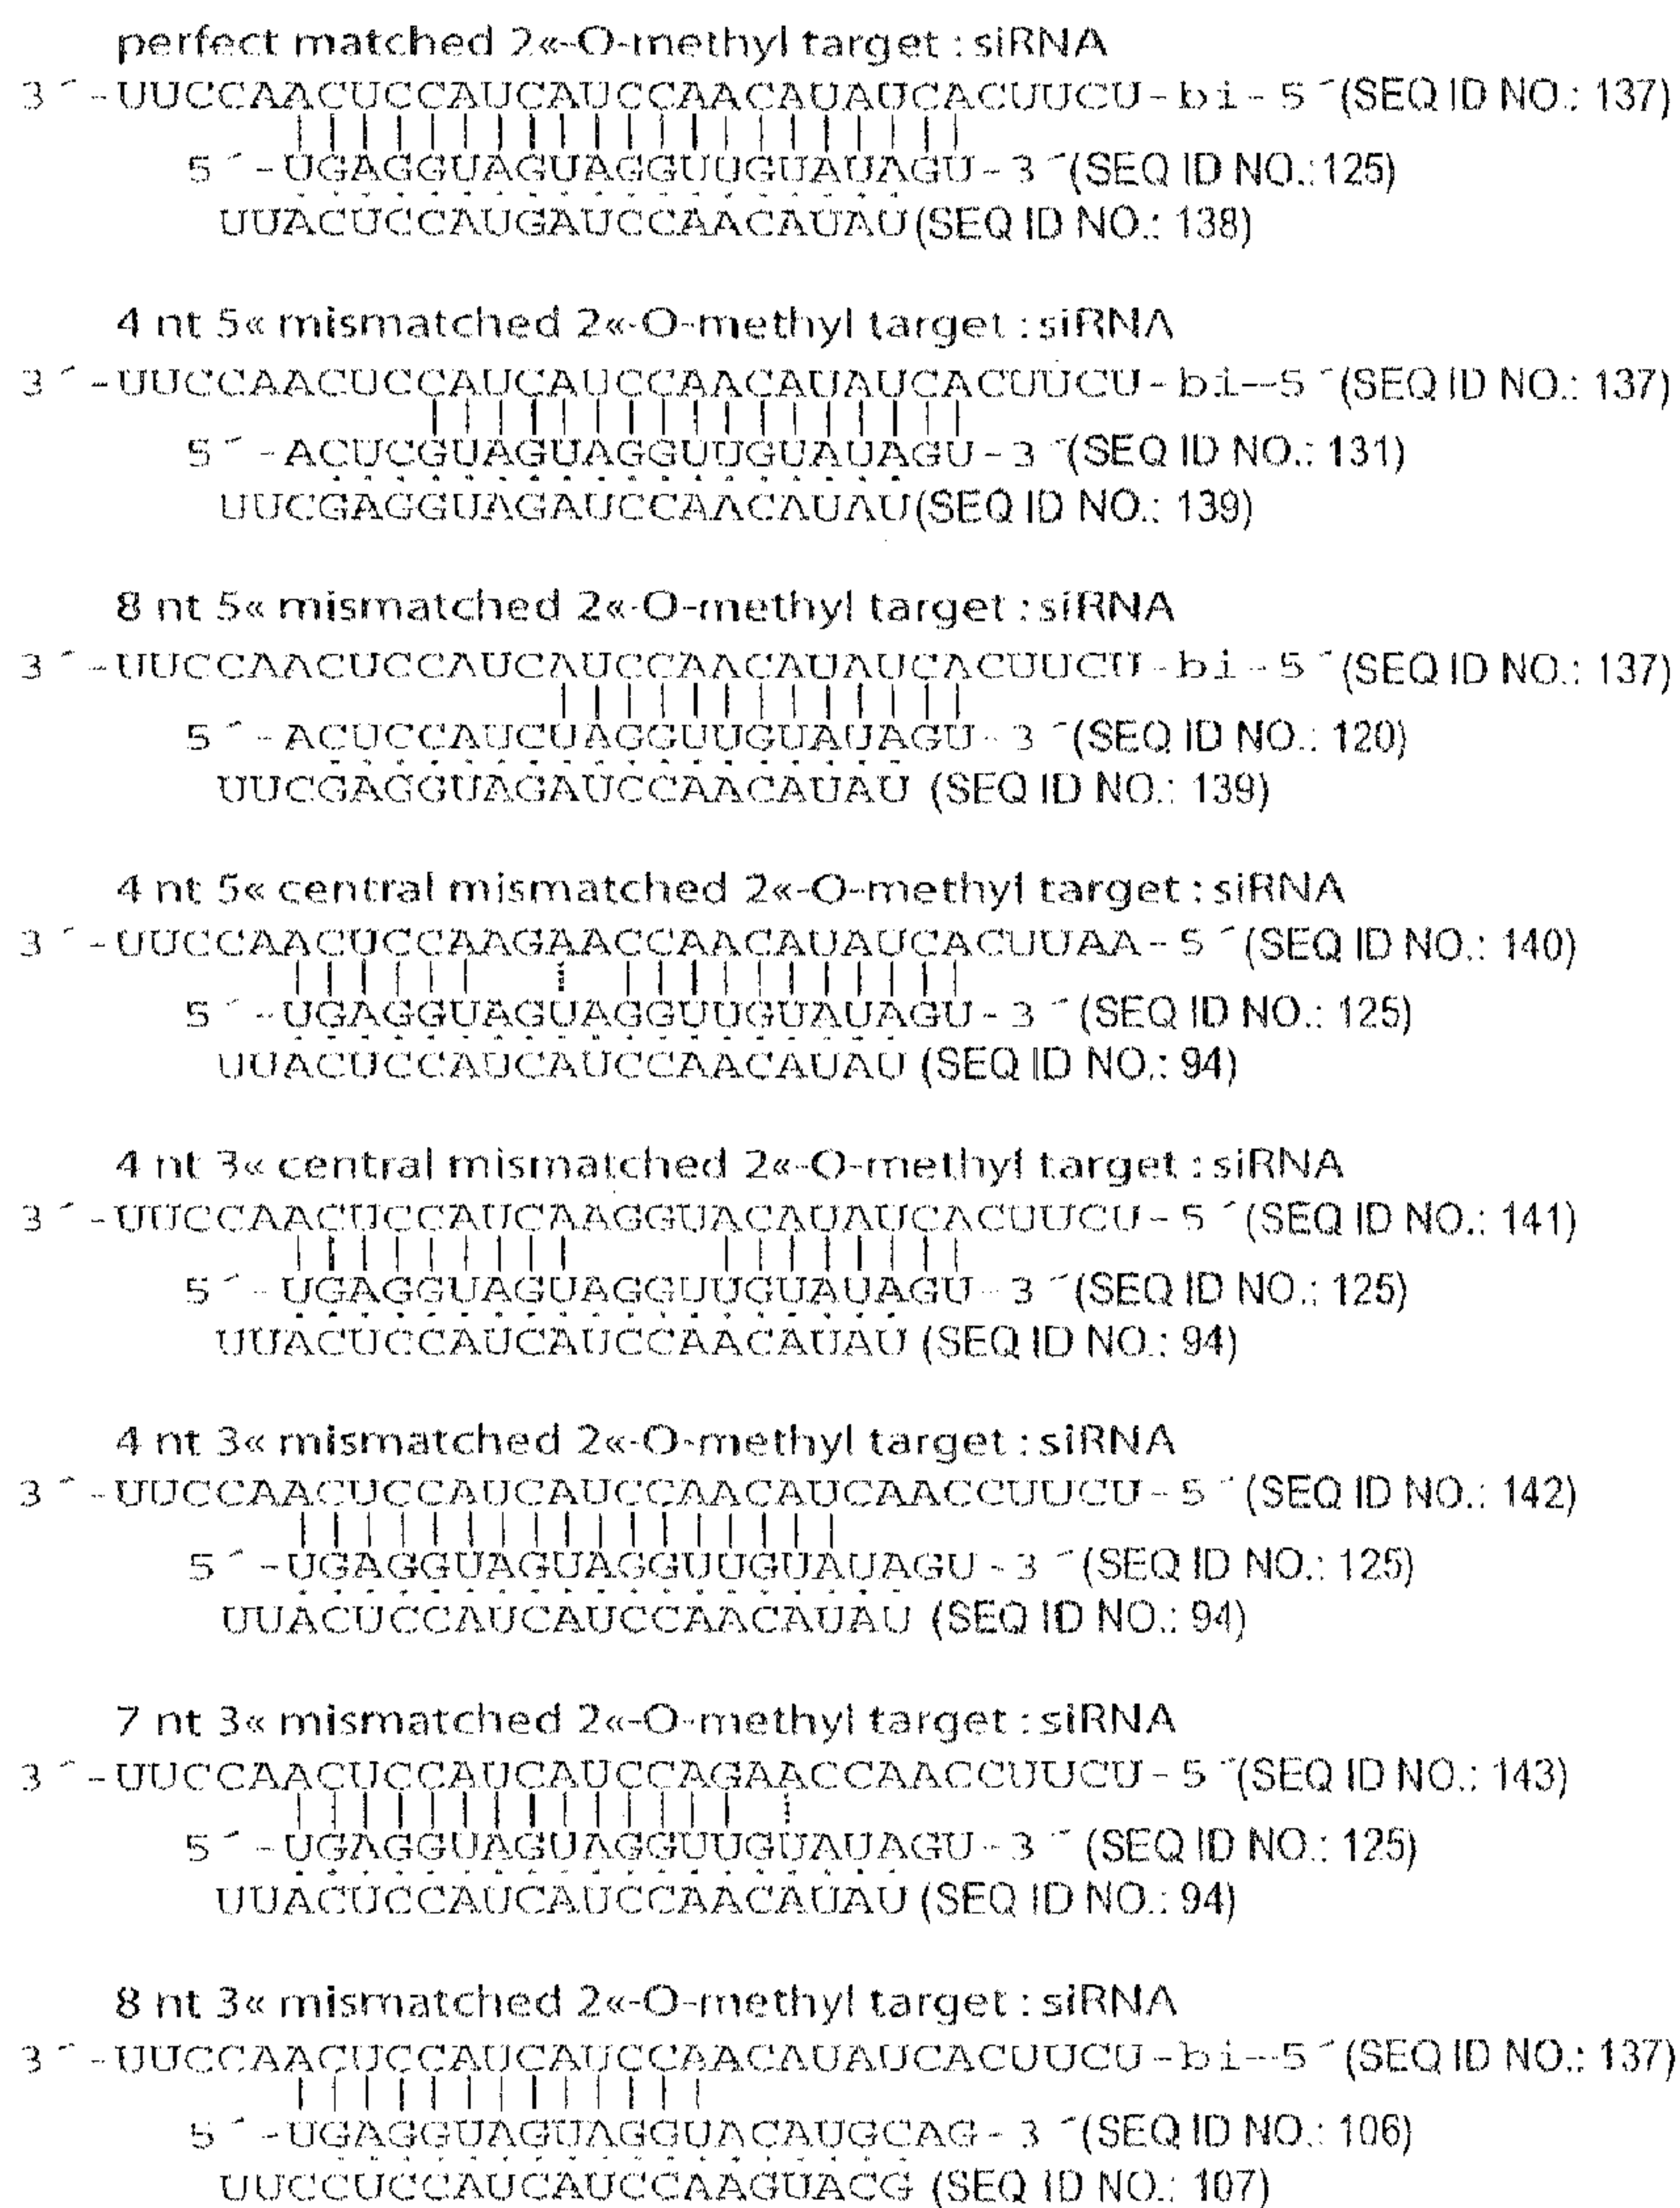 perfect matched 2«-O-methyl target : siRNA
3´-UUCCAACUCCAUCAUCCAACAUAUCACUUCU-bi-5´(SEQ ID NO.: 137)
5´-UGAGGUAGUAGGUUGUAUAGU-3´(SEQ ID NO.:125)
UUACUCCAUGAUCCAACAUAU(SEQ ID NO.: 138)
4 nt 5« mismatched 2«-O-methyl target : siRNA
3´-UUCCAACUCCAUCAUCCAACAUAUCACUUCU-bi--5´(SEQ ID NO.: 137)
5´-ACUCGUAGUAGGUUGUAUAGU-3´(SEQ ID NO.: 131)
UUCGAGGUAGAUCCAACAUAU(SEQ ID NO.: 139)
8 nt 5« mismatched 2«-O-methyl target : siRNA
3´-UUCCAACUCCAUCAUCCAACAUAUCACUUCU-bi-5´(SEQ ID NO.: 137)
5´-ACUCCAUCUAGGUUGUAUAGU-3´(SEQ ID NO.: 120)
UUCGAGGUAGAUCCAACAUAU (SEQ ID NO.: 139)
4 nt 5« central mismatched 2«-O-methyl target : siRNA
3´-UUCCAACUCCAAGAACCAACAUAUCACUUAA-5´(SEQ ID NO.: 140)
5´-UGAGGUAGUAGGUUGUAUAGU-3´(SEQ ID NO.: 125)
UUACUCCAUCAUCCAACAUAU (SEQ ID NO.: 94)
4 nt 3« central mismatched 2«-O-methyl target : siRNA
3´-UUCCAACUCCAUCAAGGUACAUAUCACUUCU-5´(SEQ ID NO.: 141)
5´-UGAGGUAGUAGGUUGUAUAGU-3´(SEQ ID NO.: 125)
UUACUCCAUCAUCCAACAUAU (SEQ ID NO.: 94)
4 nt 3« mismatched 2«-O-methyl target : siRNA
3´-UUCCAACUCCAUCAUCCAACAUCAACCUUCU-5´(SEQ ID NO.: 142)
5´-UGAGGUAGUAGGUUGUAUAGU-3´(SEQ ID NO.: 125)
UUACUCCAUCAUCCAACAUAU (SEQ ID NO.: 94)
7 nt 3« mismatched 2«-O-methyl target : siRNA
3´-UUCCAACUCCAUCAUCCAGAACCAACCUUCU-5´(SEQ ID NO.: 143)
5´-UGAGGUAGUAGGUUGUAUAGU-3´(SEQ ID NO.: 125)
UUACUCCAUCAUCCAACAUAU (SEQ ID NO.: 94)
8 nt 3« mismatched 2«-O-methyl target : siRNA
3´-UUCCAACUCCAUCAUCCAACAUAUCACUUCU-bi--5´(SEQ ID NO.: 137)
5´-UGAGGUAGUAGGUACAUGCAG-3´(SEQ ID NO.: 106)
UUCCUCCAUCAUCCAAGUACG (SEQ ID NO.: 107)